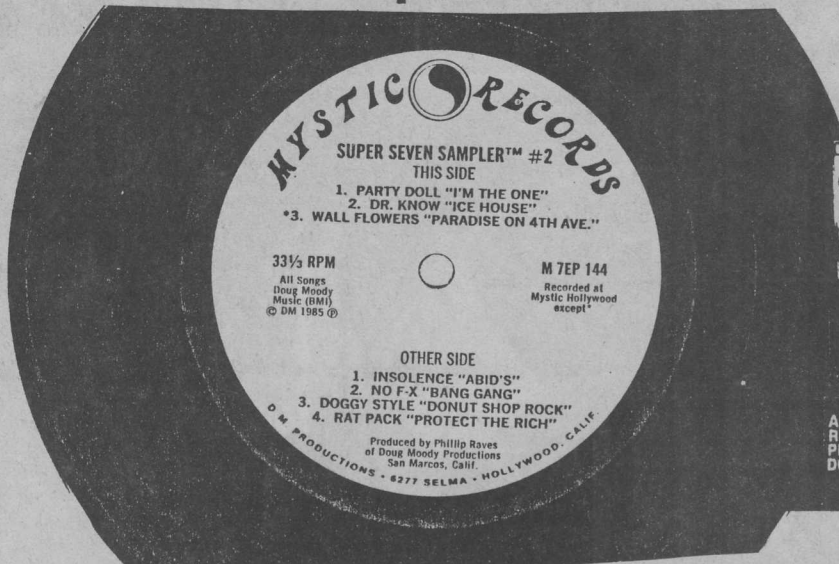 MYSTIC RECORDS
SUPER SEVEN SAMPLER™ #2
THIS SIDE
1. PARTY DOLL "I'M THE ONE"
2. DR. KNOW "ICE HOUSE"
*3. WALL FLOWERS "PARADISE ON 4TH AVE."
33⅓ RPM
All Songs
Doug Moody
Music (BMI)
© DM 1985 ℗
M 7EP 144
Recorded at
Mystic Hollywood
except*
OTHER SIDE
1. INSOLENCE "ABID'S"
2. NO F-X "BANG GANG"
3. DOGGY STYLE "DONUT SHOP ROCK"
4. RAT PACK "PROTECT THE RICH"
Produced by Phillip Raves
of Doug Moody Productions
San Marcos, Calif.
D.M. PRODUCTIONS • 6277 SELMA • HOLLYWOOD, CALIF.